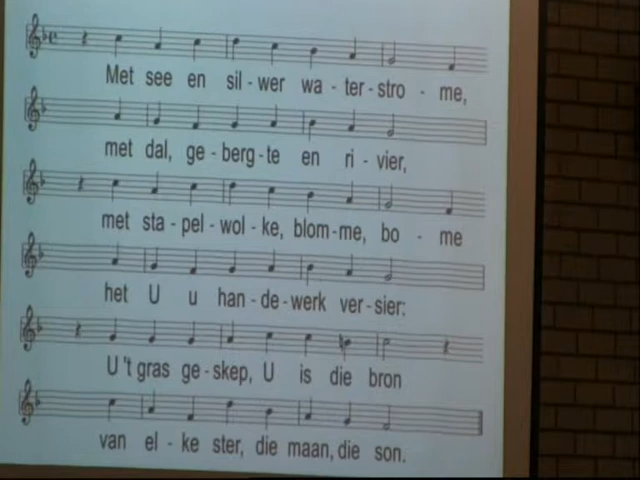 Met see en sil - wer wa - ter - stro - me,
met dal, ge - berg - te en ri - vier,
met sta - pel - wol - ke, blom - me, bo - me
het U u han - de - werk ver - sier:
U 't gras ge - skep, U is die bron
van el - ke ster, die maan, die son.